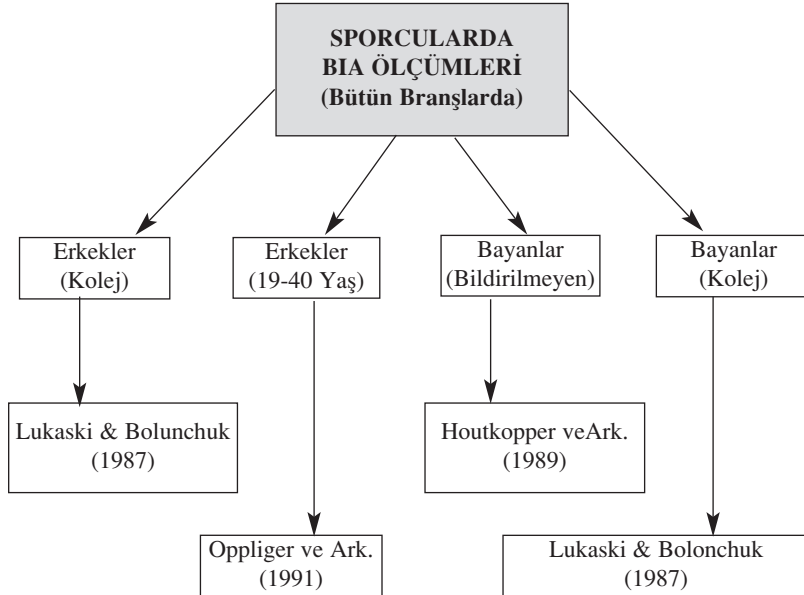 SPORCULARDA
BIA ÖLÇÜMLERİ
(Bütün Branşlarda)
Erkekler
(Kolej)
Erkekler
(19-40 Yaş)
Bayanlar
(Bildirilmeyen)
Bayanlar
(Kolej)
Lukaski & Bolunchuk
(1987)
Houtkopper veArk.
(1989)
Oppliger ve Ark.
(1991)
Lukaski & Bolonchuk
(1987)